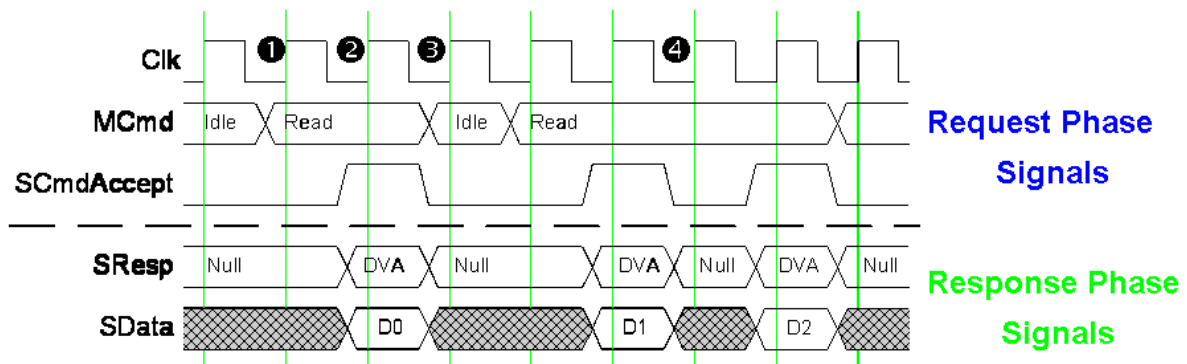 ❶ ❷ ❸ ❹
Clk
MCmd Idle Read Idle Read
Request Phase
Signals
SCmdAccept
SResp Null DVA Null DVA Null DVA Null
Response Phase
Signals
SData D0 D1 D2